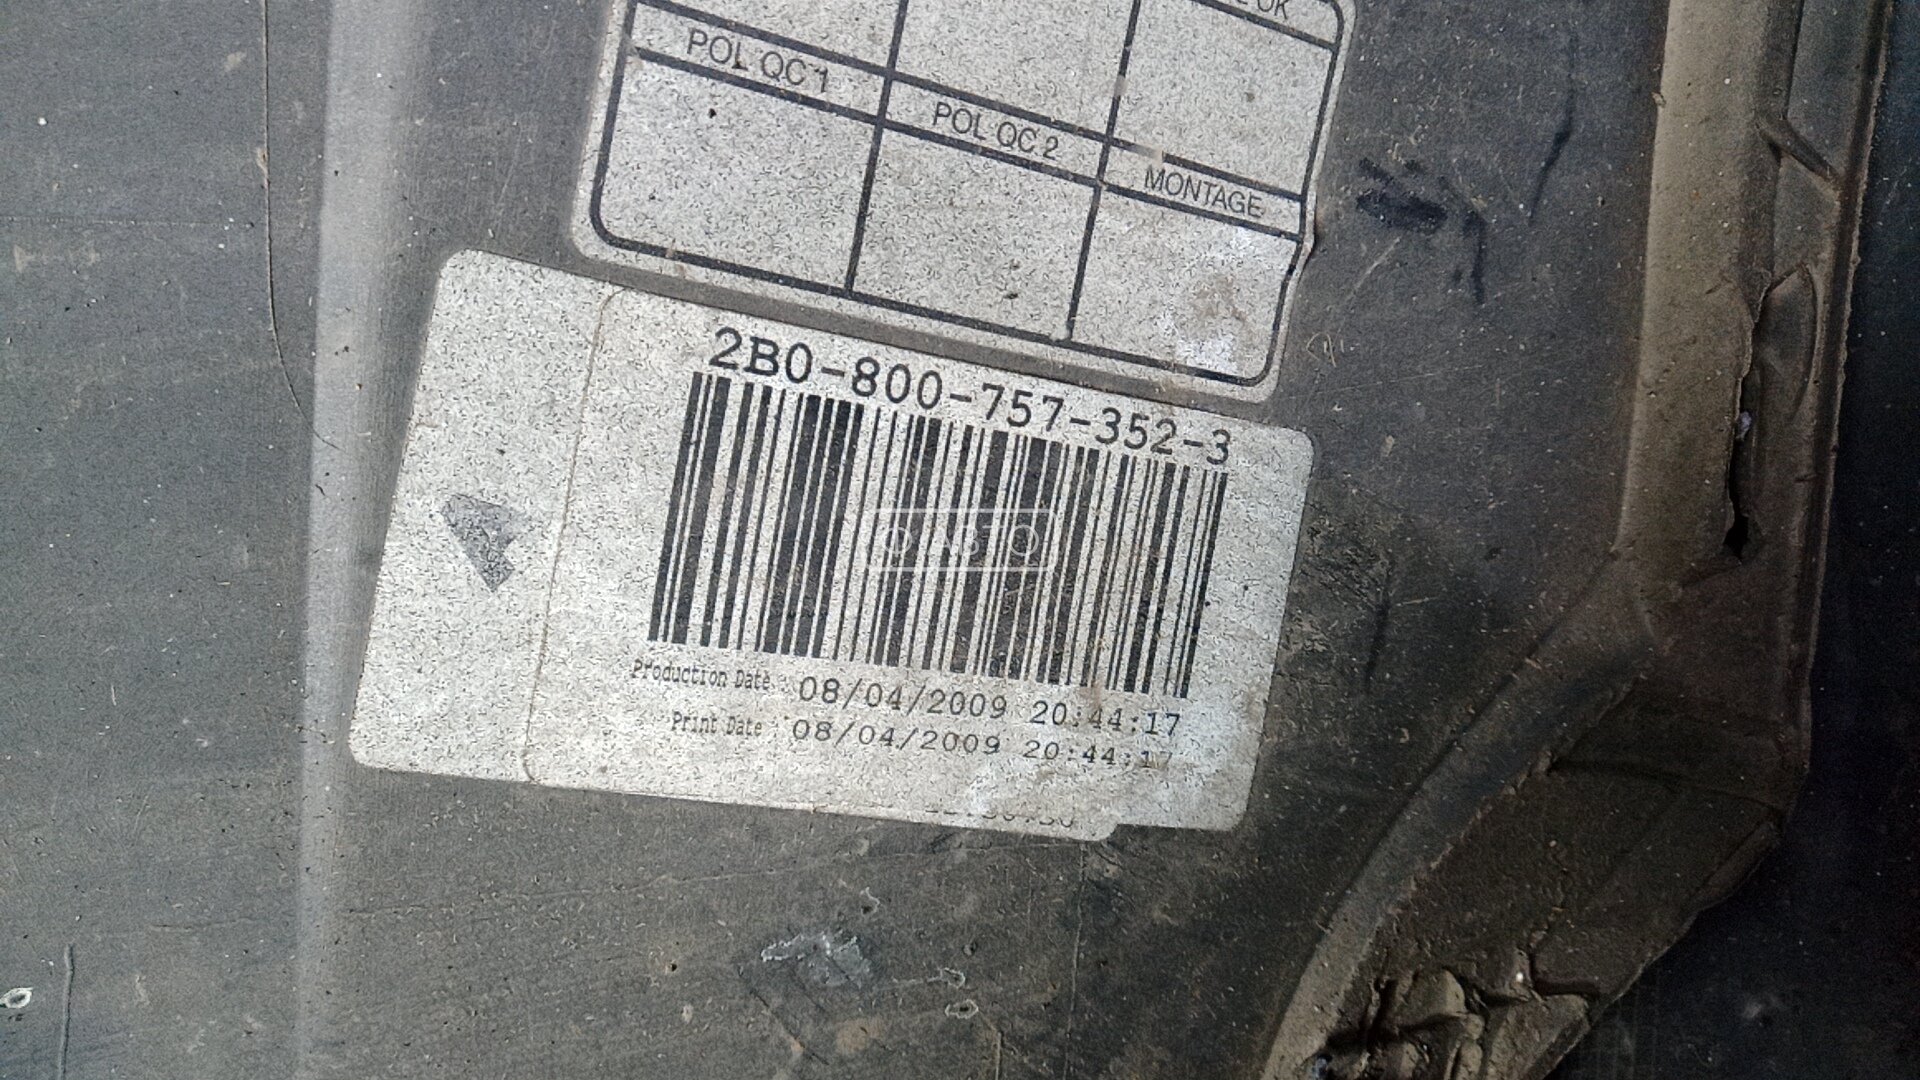 OK
POL QC 1
POL QC 2
MONTAGE
2B0-800-757-352-3
Production Date : 08/04/2009 20:44:17
Print Date : 08/04/2009 20:44:17